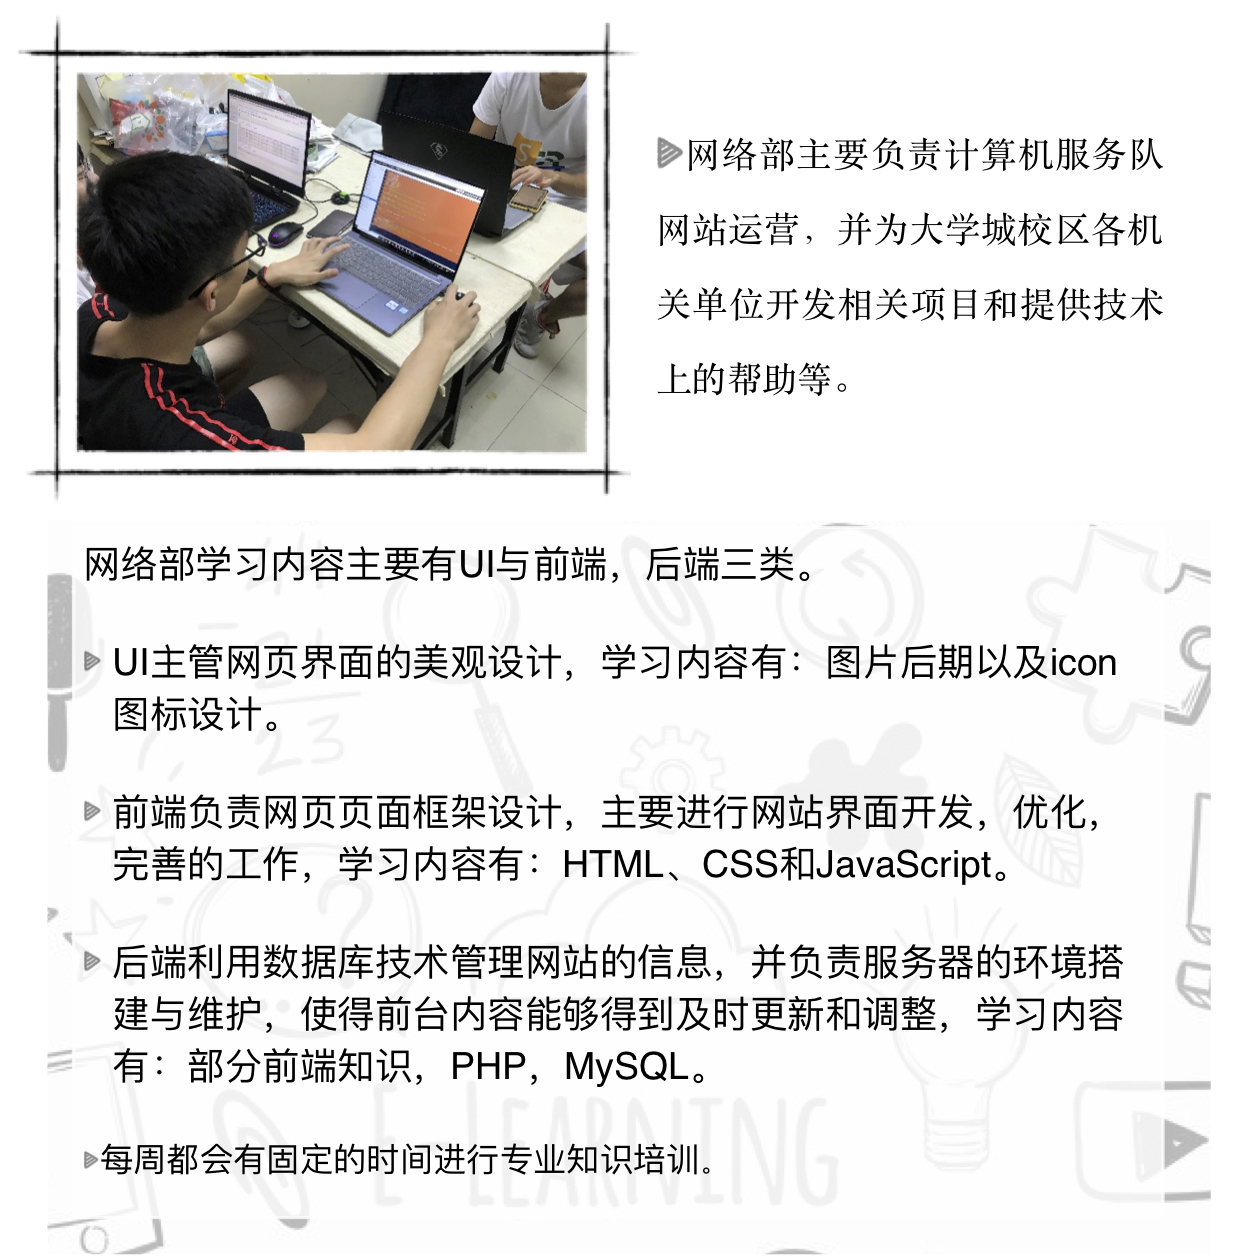 网络部主要负责计算机服务队
网站运营，并为大学城校区各机
关单位开发相关项目和提供技术
上的帮助等。
网络部学习内容主要有UI与前端，后端三类。
UI主管网页界面的美观设计，学习内容有：图片后期以及icon
图标设计。
前端负责网页页面框架设计，主要进行网站界面开发，优化，
完善的工作，学习内容有：HTML、CSS和JavaScript。
后端利用数据库技术管理网站的信息，并负责服务器的环境搭
建与维护，使得前台内容能够得到及时更新和调整，学习内容
有：部分前端知识，PHP，MySQL。
每周都会有固定的时间进行专业知识培训。
21
23
?
E-LEARNING